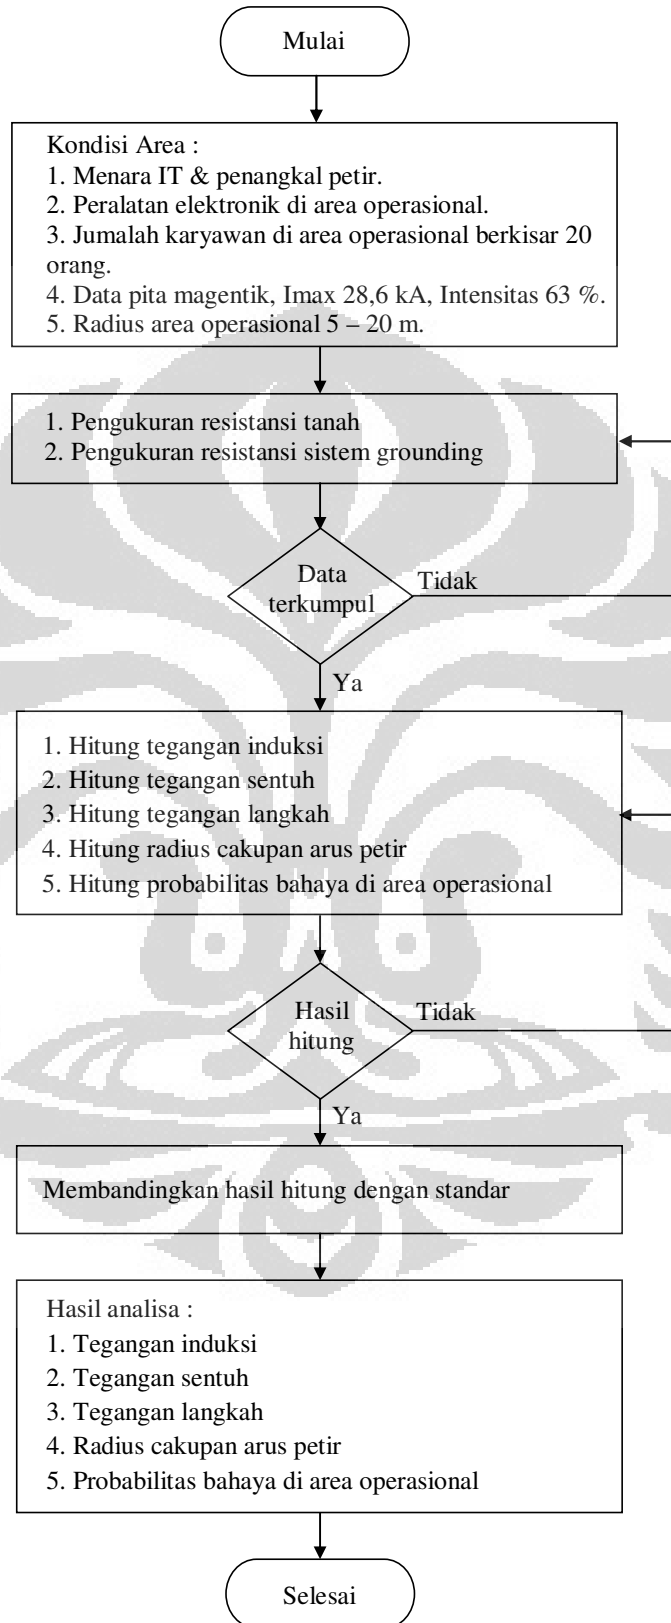 Mulai
Kondisi Area :
1. Menara IT & penangkal petir.
2. Peralatan elektronik di area operasional.
3. Jumalah karyawan di area operasional berkisar 20
orang.
4. Data pita magentik, Imax 28,6 kA, Intensitas 63 %.
5. Radius area operasional 5 – 20 m.
1. Pengukuran resistansi tanah
2. Pengukuran resistansi sistem grounding
Data
terkumpul
Tidak
Ya
1. Hitung tegangan induksi
2. Hitung tegangan sentuh
3. Hitung tegangan langkah
4. Hitung radius cakupan arus petir
5. Hitung probabilitas bahaya di area operasional
Hasil
hitung
Tidak
Ya
Membandingkan hasil hitung dengan standar
Hasil analisa :
1. Tegangan induksi
2. Tegangan sentuh
3. Tegangan langkah
4. Radius cakupan arus petir
5. Probabilitas bahaya di area operasional
Selesai